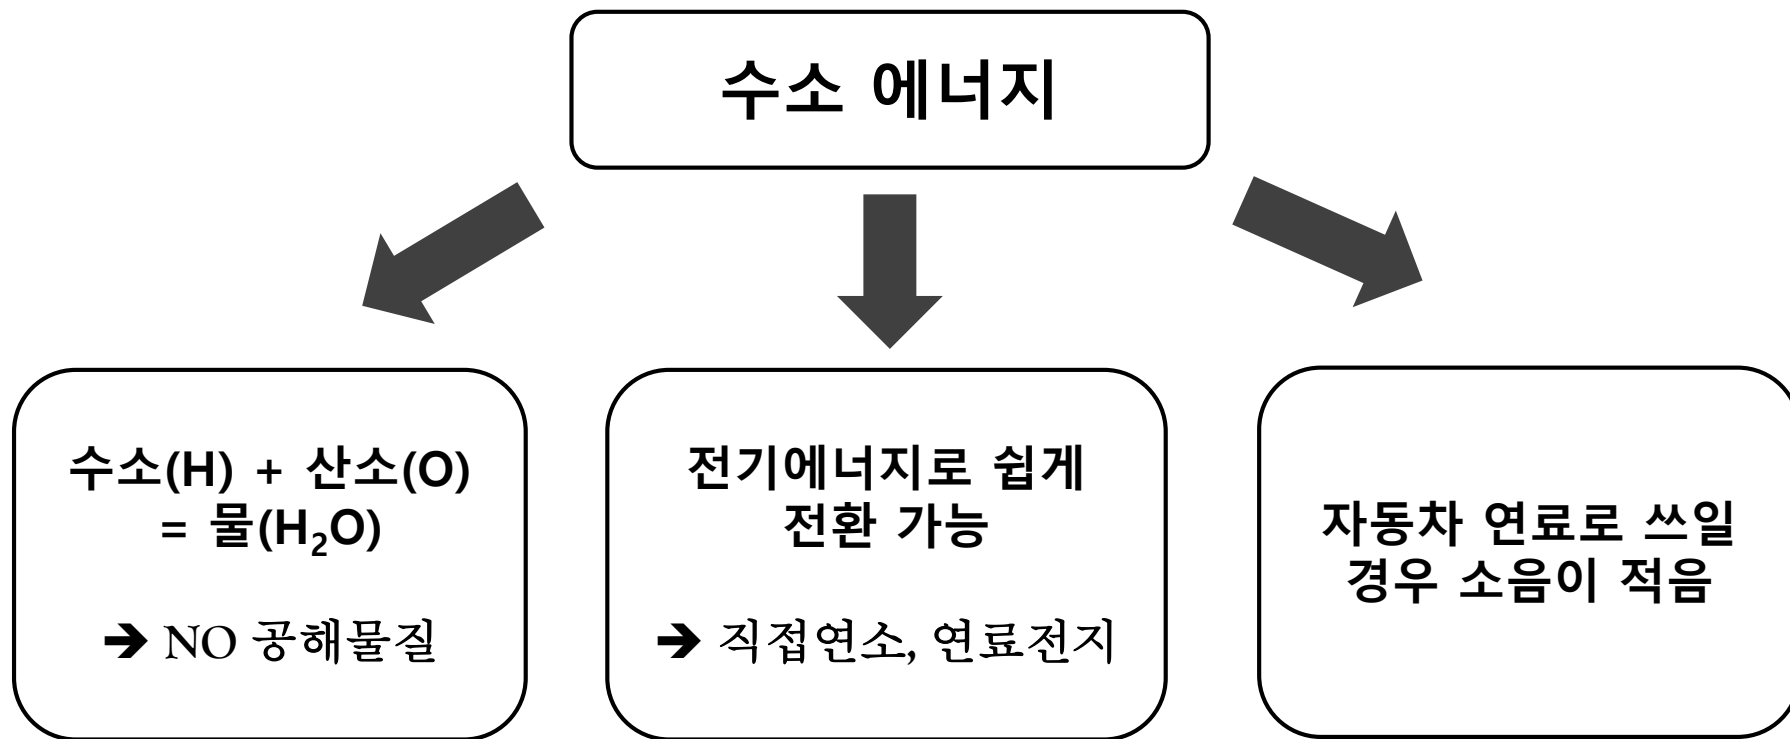 수소 에너지
수소(H) + 산소(O)
= 물(H₂O)
➔ NO 공해물질
전기에너지로 쉽게
전환 가능
➔ 직접연소, 연료전지
자동차 연료로 쓰일
경우 소음이 적음